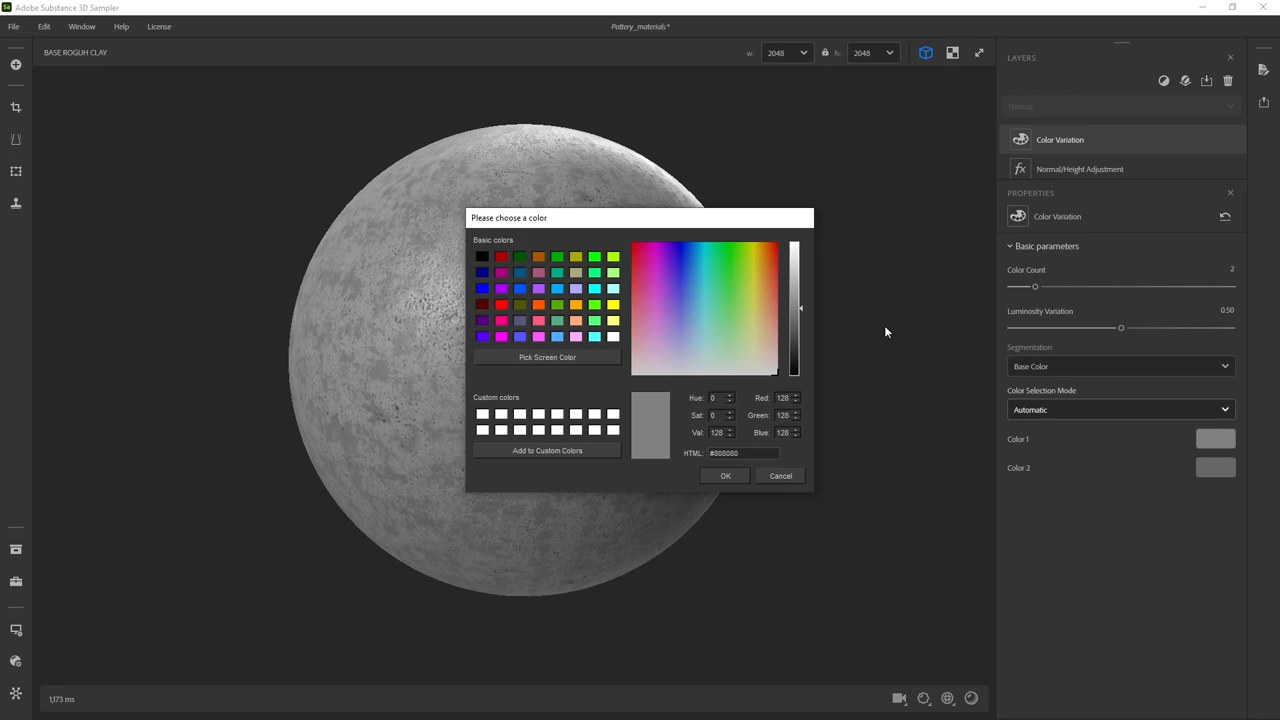 Adobe Substance 3D Sampler
File Edit Window Help License
Pottery_materials*
BASE ROGUH CLAY
w: 2048 h: 2048
LAYERS
Normal
Color Variation
Normal/Height Adjustment
PROPERTIES
Color Variation
Basic parameters
Color Count 2
Luminosity Variation 0.50
Segmentation
Base Color
Color Selection Mode
Automatic
Color 1
Color 2
Please choose a color
Basic colors
Pick Screen Color
Custom colors
Add to Custom Colors
Hue: 0 Red: 128
Sat: 0 Green: 128
Val: 128 Blue: 128
HTML: #808080
OK Cancel
1,173 ms